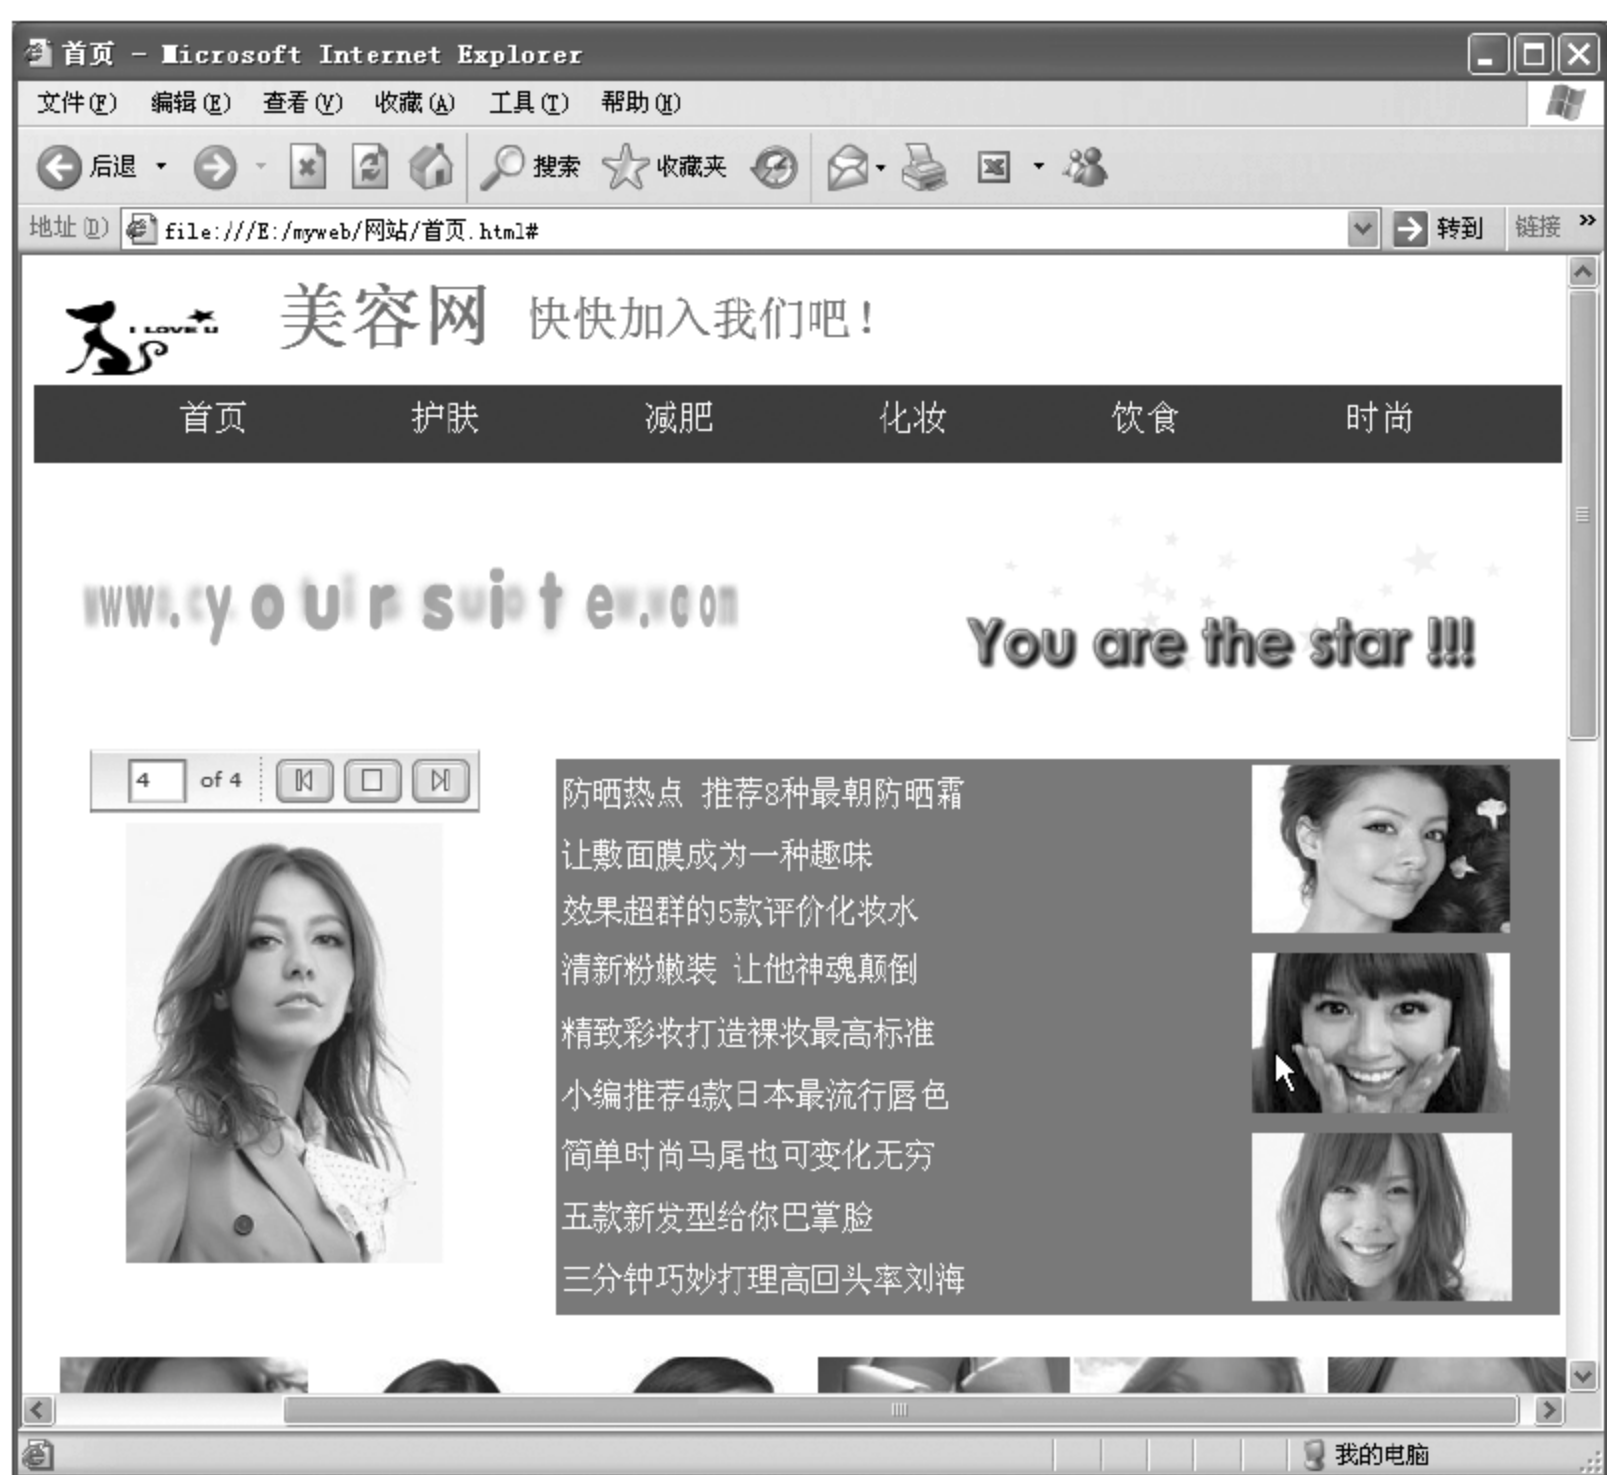 首页 - Microsoft Internet Explorer
文件(F) 编辑(E) 查看(V) 收藏(A) 工具(T) 帮助(H)
后退 搜索 收藏夹
地址(D) file:///E:/myweb/网站/首页.html# 转到 链接 »
I LOVE U 美容网 快快加入我们吧!
首页 护肤 减肥 化妆 饮食 时尚
www.yoursuite.com
You are the star !!!
4 of 4
防晒热点 推荐8种最朝防晒霜
让敷面膜成为一种趣味
效果超群的5款评价化妆水
清新粉嫩装 让他神魂颠倒
精致彩妆打造裸妆最高标准
小编推荐4款日本最流行唇色
简单时尚马尾也可变化无穷
五款新发型给你巴掌脸
三分钟巧妙打理高回头率刘海
我的电脑